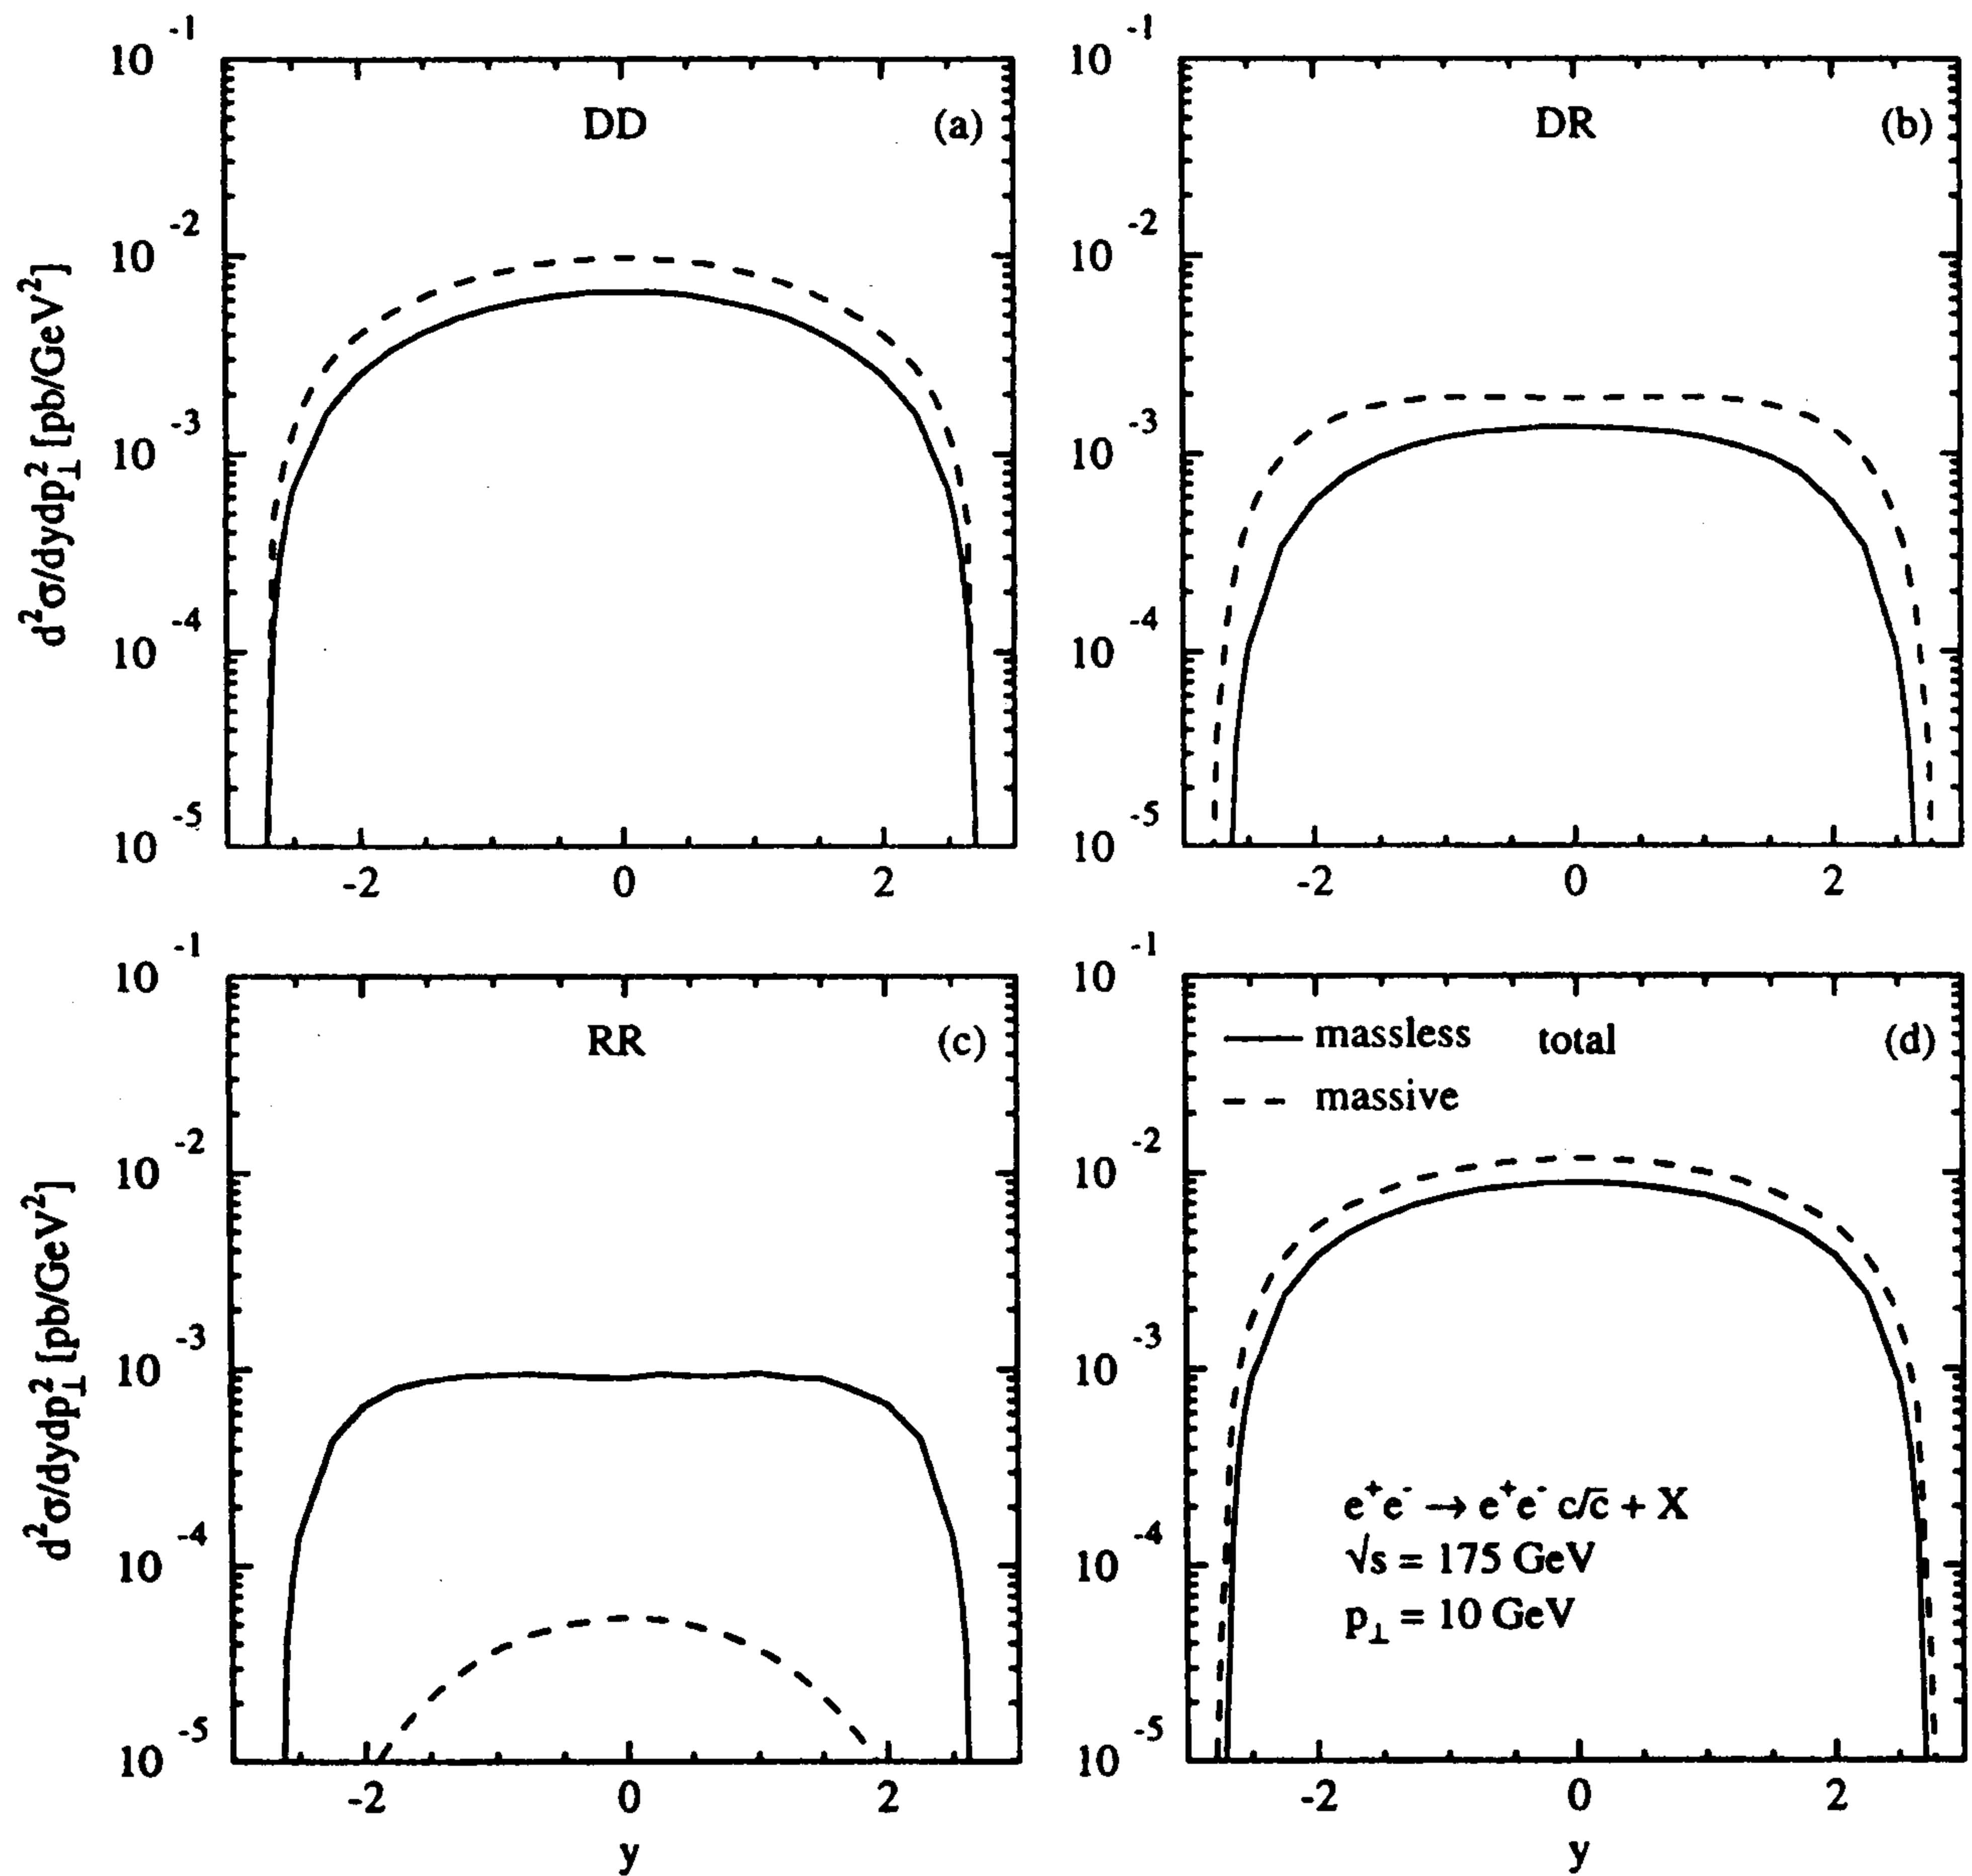 DD (a)
10^-1
10^-2
10^-3
10^-4
10^-5
d²σ/dydp⊥² [pb/GeV²]
-2 0 2
DR (b)
10^-1
10^-2
10^-3
10^-4
10^-5
-2 0 2
RR (c)
10^-1
10^-2
10^-3
10^-4
10^-5
d²σ/dydp⊥² [pb/GeV²]
-2 0 2
y
massless total (d)
massive
10^-1
10^-2
10^-3
10^-4
10^-5
e⁺e⁻ → e⁺e⁻ c/c̄ + X
√s = 175 GeV
p⊥ = 10 GeV
-2 0 2
y